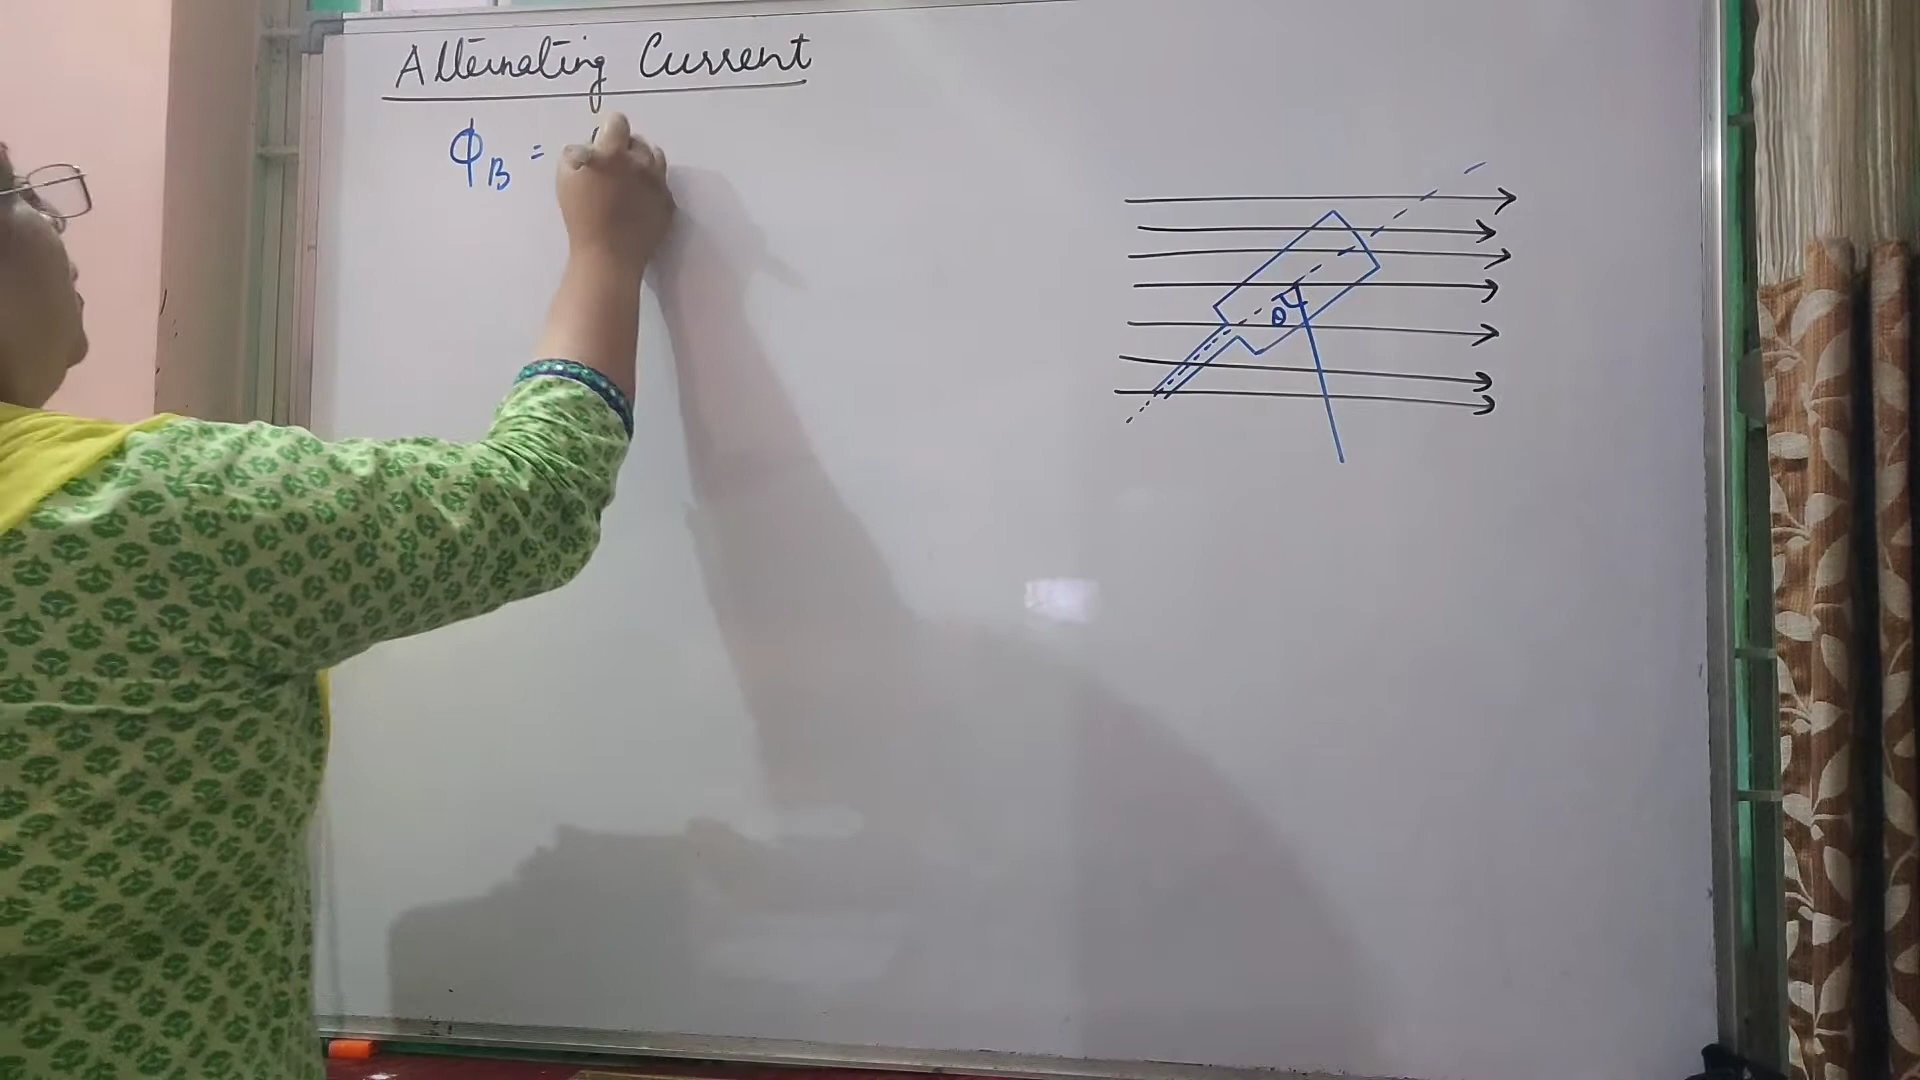 Alternating Current
ϕ_B =
θ